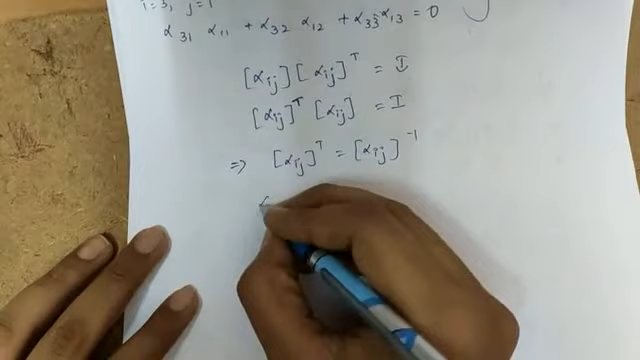 i=3, j=1
α31 α11 + α32 α12 + α33 α13 = 0
[αij][αij]^T = I
[αij]^T [αij] = I
⇒ [αij]^T = [αij]^-1